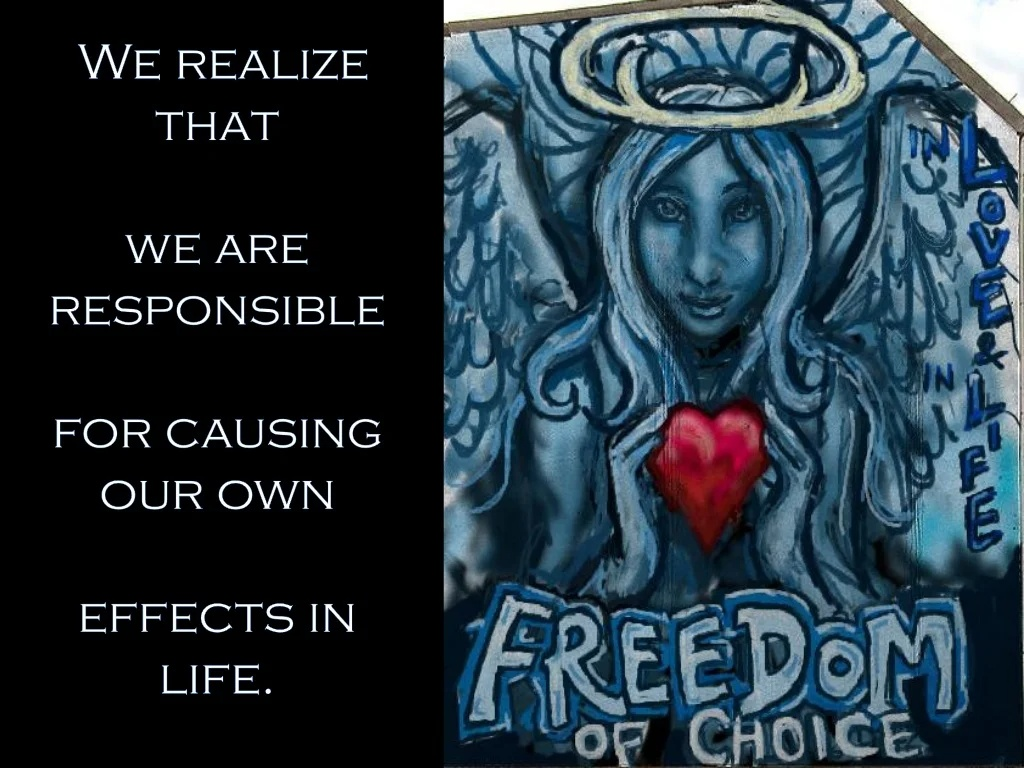 We realize
that
we are
responsible
for causing
our own
effects in
life.
IN LOVE &
IN LIFE
FREEDOM
OF CHOICE